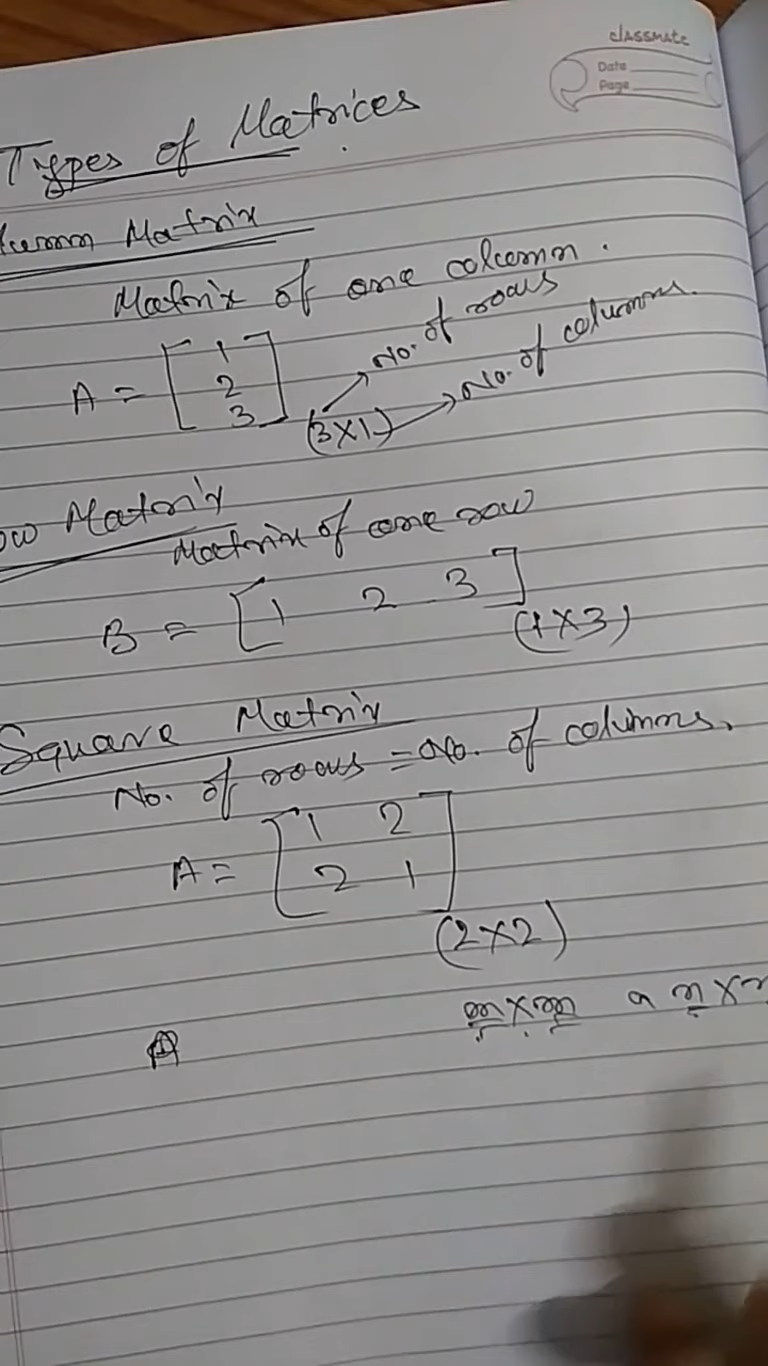 classmate
Date
Page
Types of Matrices
lumn Matrix
Matrix of one column.
A = [1
2
3] (3×1) → No. of rows → No. of columns.
ow Matrix
Matrix of one row
B = [1 2 3] (1×3)
Square Matrix
No. of rows = No. of columns.
A = [1 2
2 1] (2×2)
m×m n×n
A